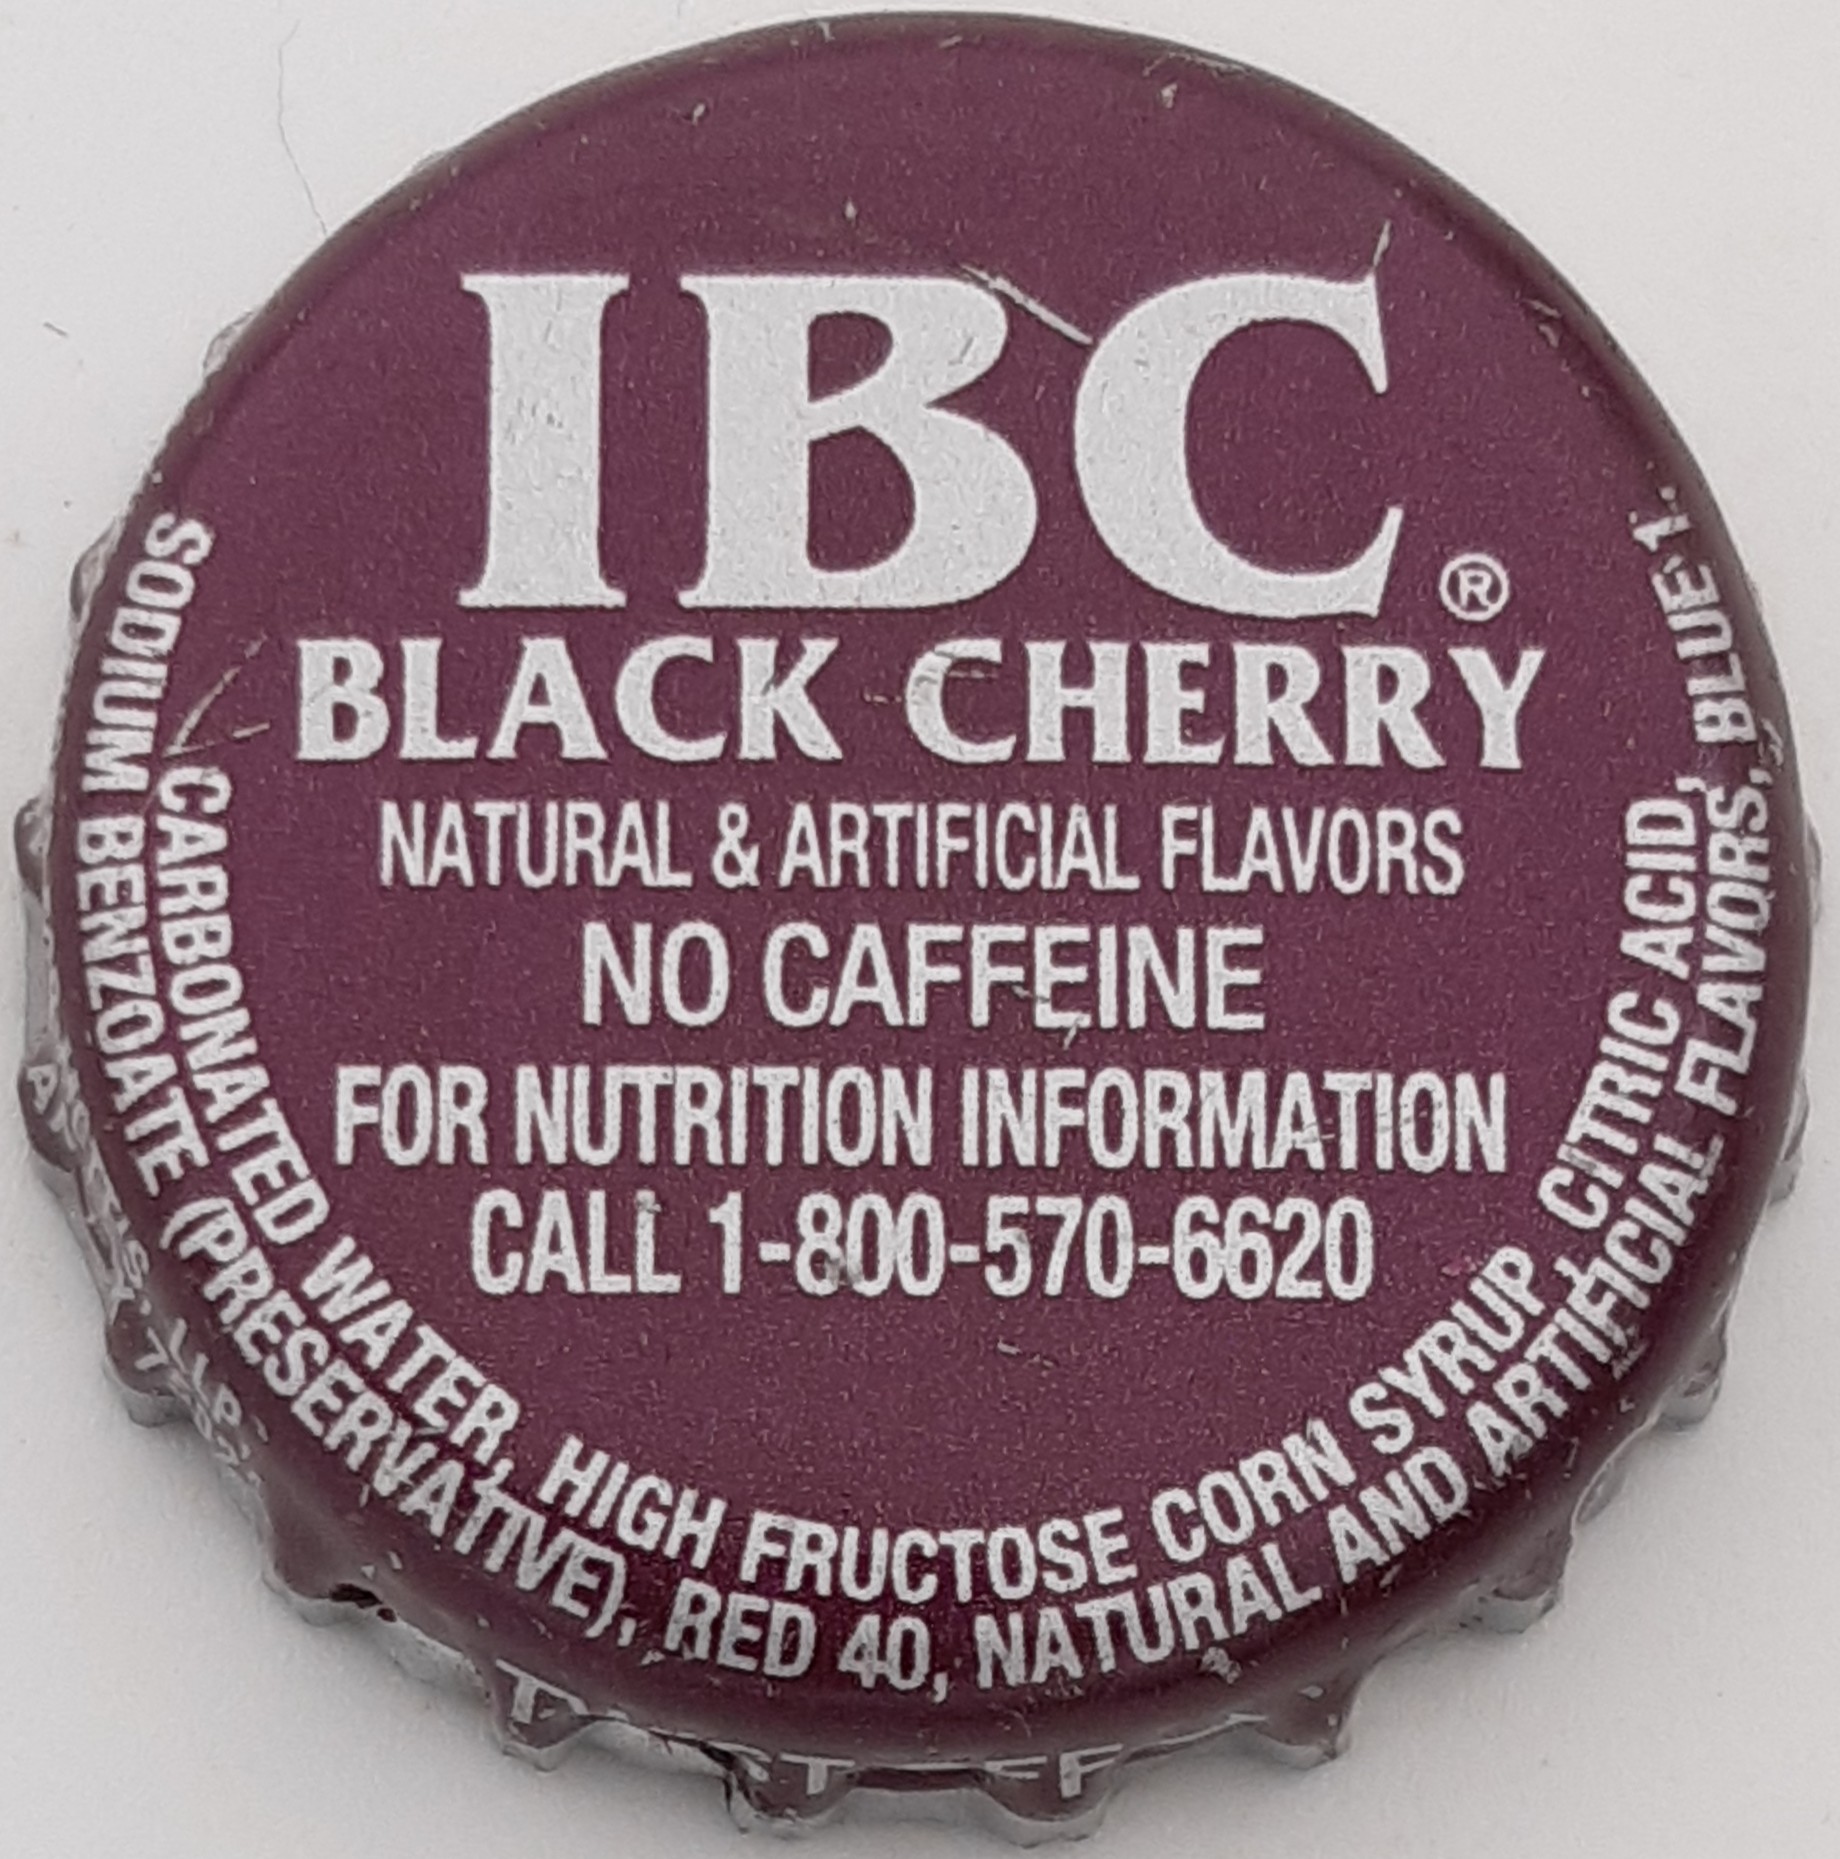 IBC®
BLACK CHERRY
NATURAL & ARTIFICIAL FLAVORS
NO CAFFEINE
FOR NUTRITION INFORMATION
CALL 1-800-570-6620
CARBONATED WATER, HIGH FRUCTOSE CORN SYRUP, CITRIC ACID,
SODIUM BENZOATE (PRESERVATIVE), RED 40, NATURAL AND ARTIFICIAL FLAVORS, BLUE 1.